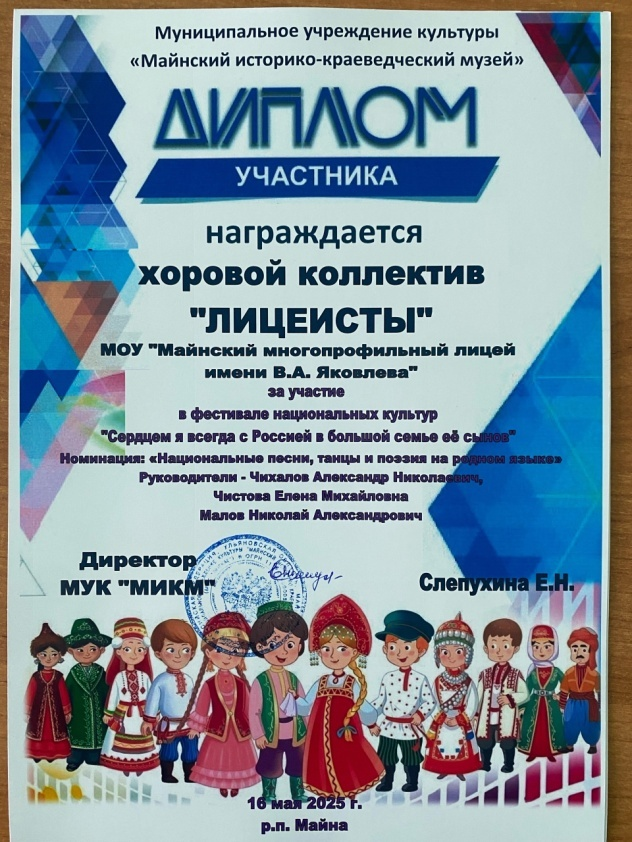 Муниципальное учреждение культуры
«Майнский историко-краеведческий музей»
ДИПЛОМ
УЧАСТНИКА
награждается
хоровой коллектив
"ЛИЦЕИСТЫ"
МОУ "Майнский многопрофильный лицей
имени В.А. Яковлева"
за участие
в фестивале национальных культур
"Сердцем я всегда с Россией в большой семье её сынов"
Номинация: «Национальные песни, танцы и поэзия на родном языке»
Руководители - Чихалов Александр Николаевич,
Чистова Елена Михайловна
Малов Николай Александрович
Директор
МУК "МИКМ"
Слепухина Е.Н.
16 мая 2025 г.
р.п. Майна